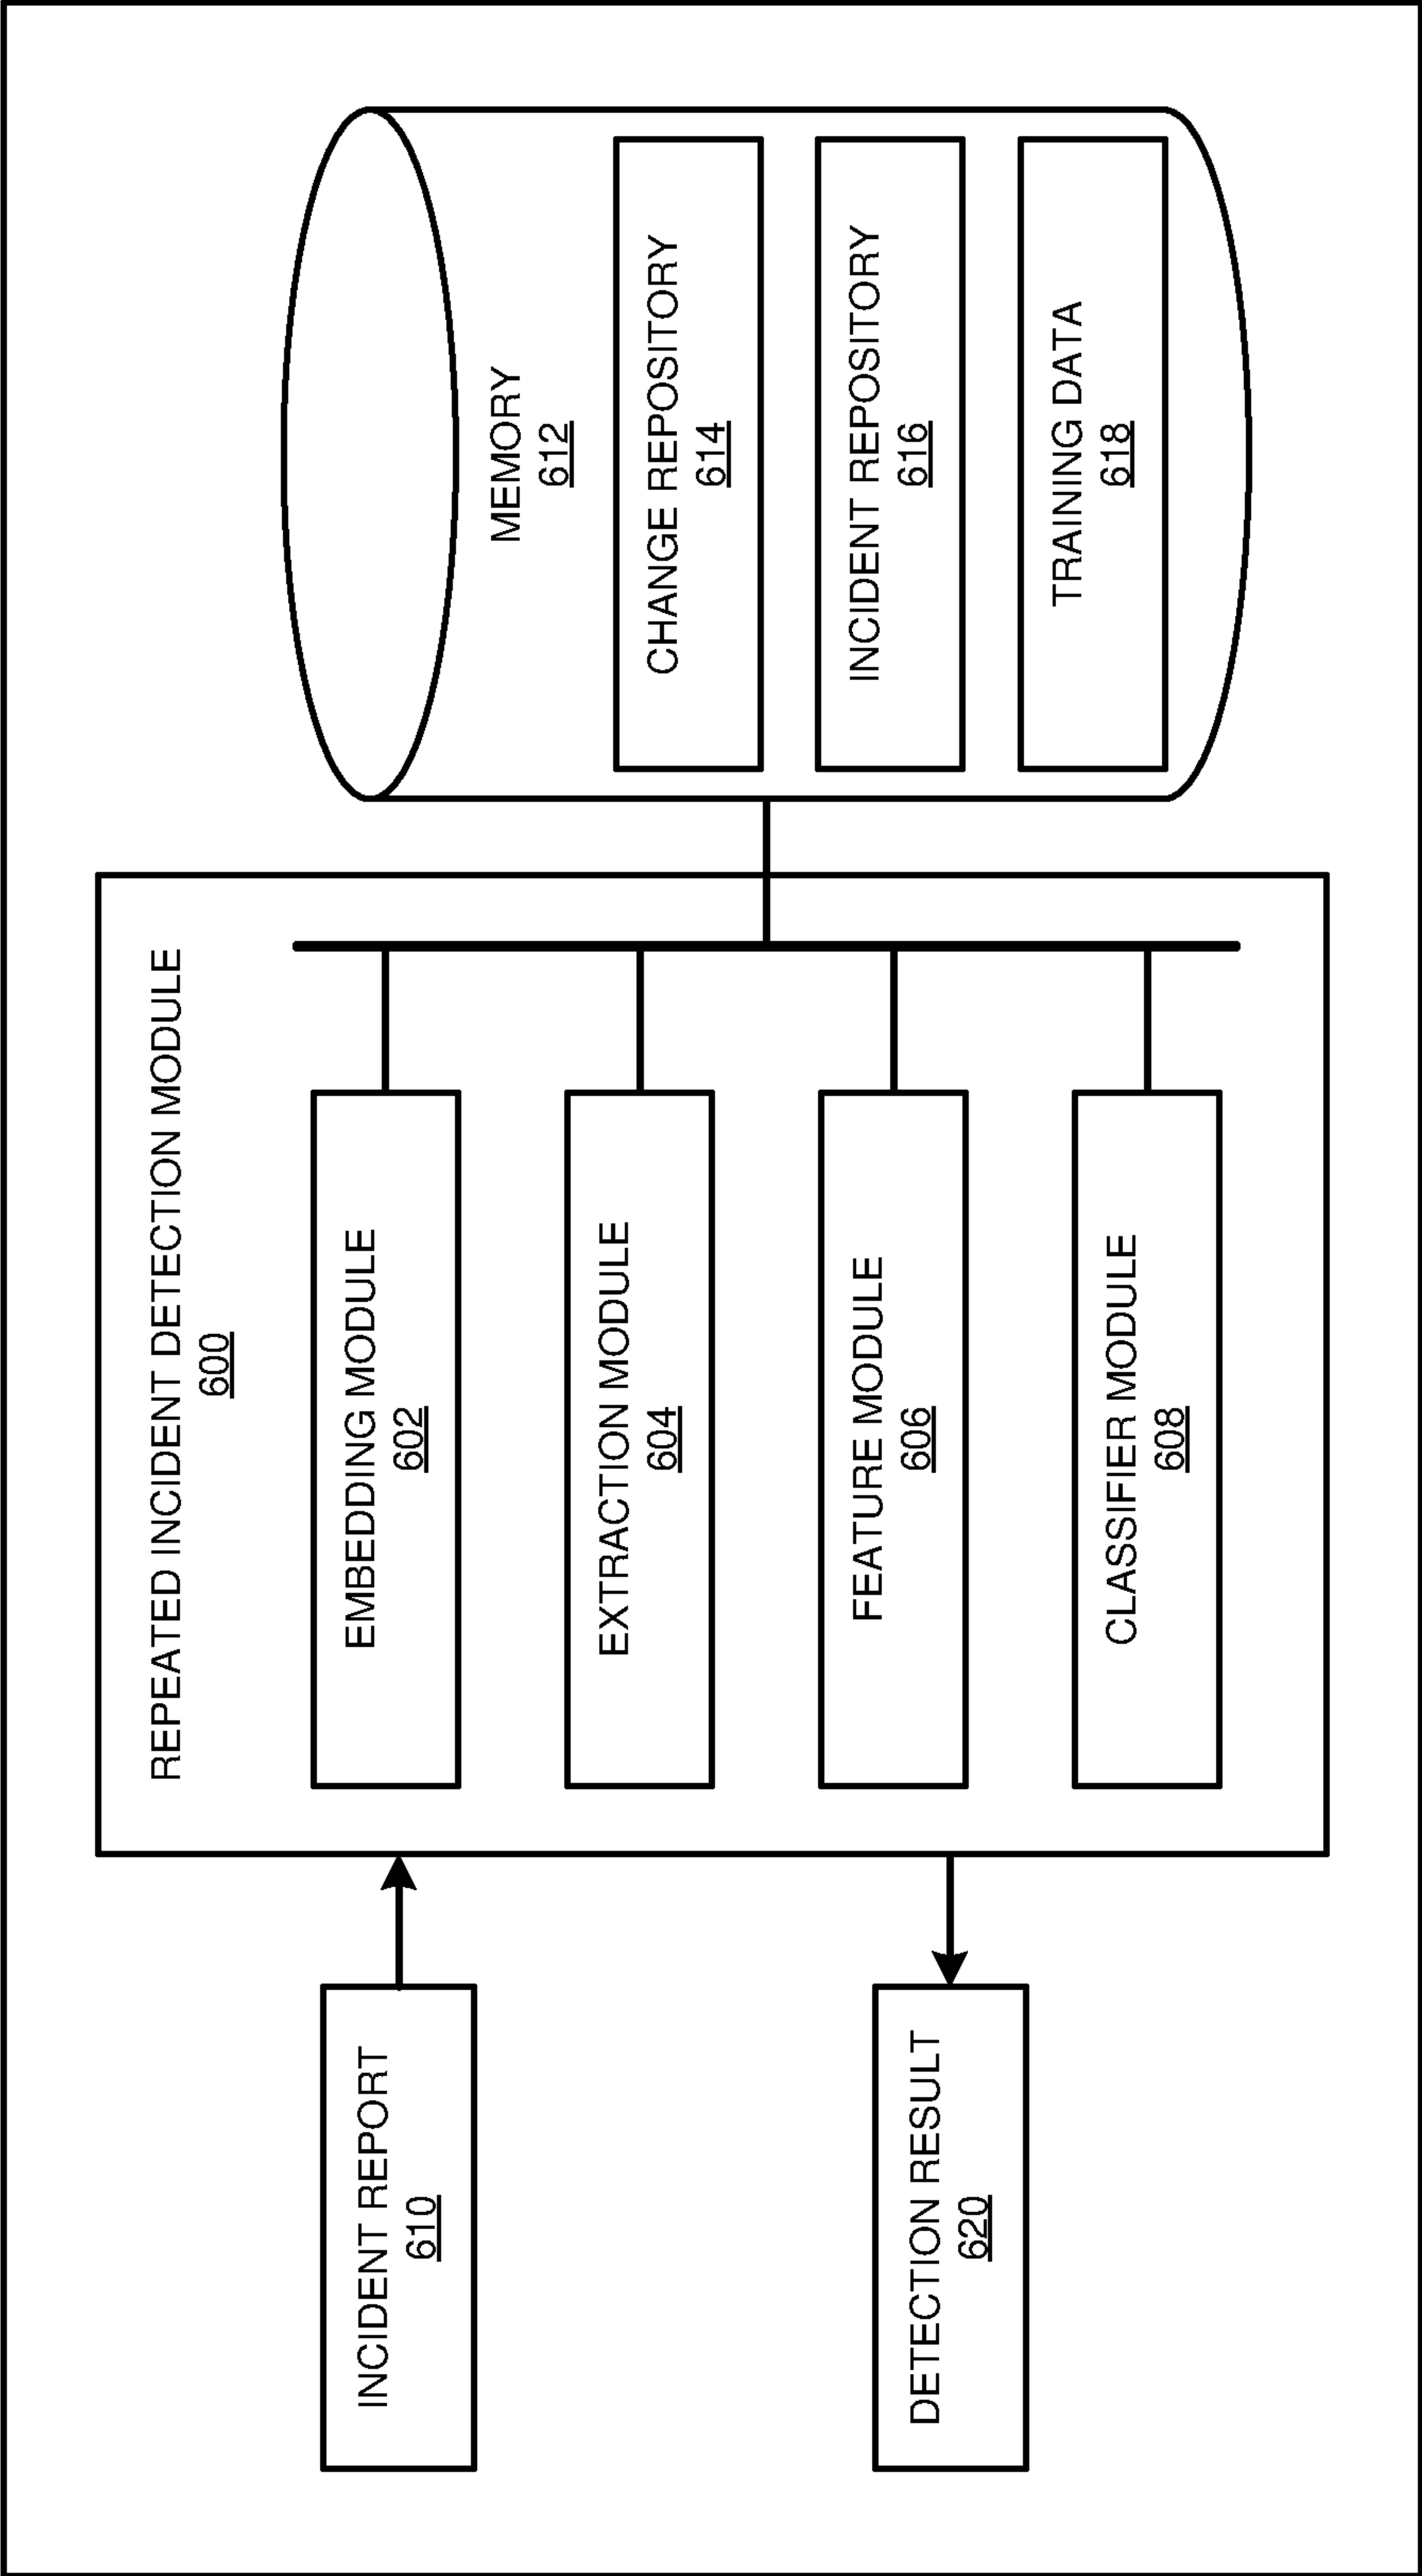 INCIDENT REPORT
610
DETECTION RESULT
620
REPEATED INCIDENT DETECTION MODULE
600
EMBEDDING MODULE
602
EXTRACTION MODULE
604
FEATURE MODULE
606
CLASSIFIER MODULE
608
MEMORY
612
CHANGE REPOSITORY
614
INCIDENT REPOSITORY
616
TRAINING DATA
618